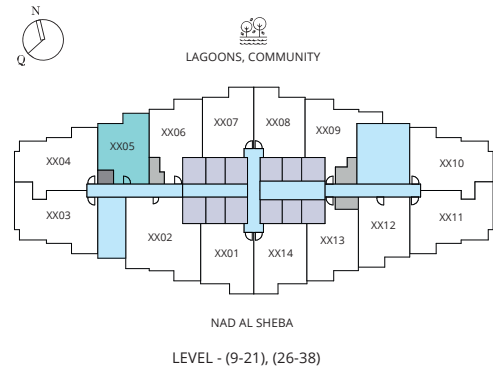 N
Q
LAGOONS, COMMUNITY
XX07 XX08
XX06 XX09
XX05
XX04 XX10
XX03 XX11
XX02 XX12
XX01 XX14 XX13
NAD AL SHEBA
LEVEL - (9-21), (26-38)